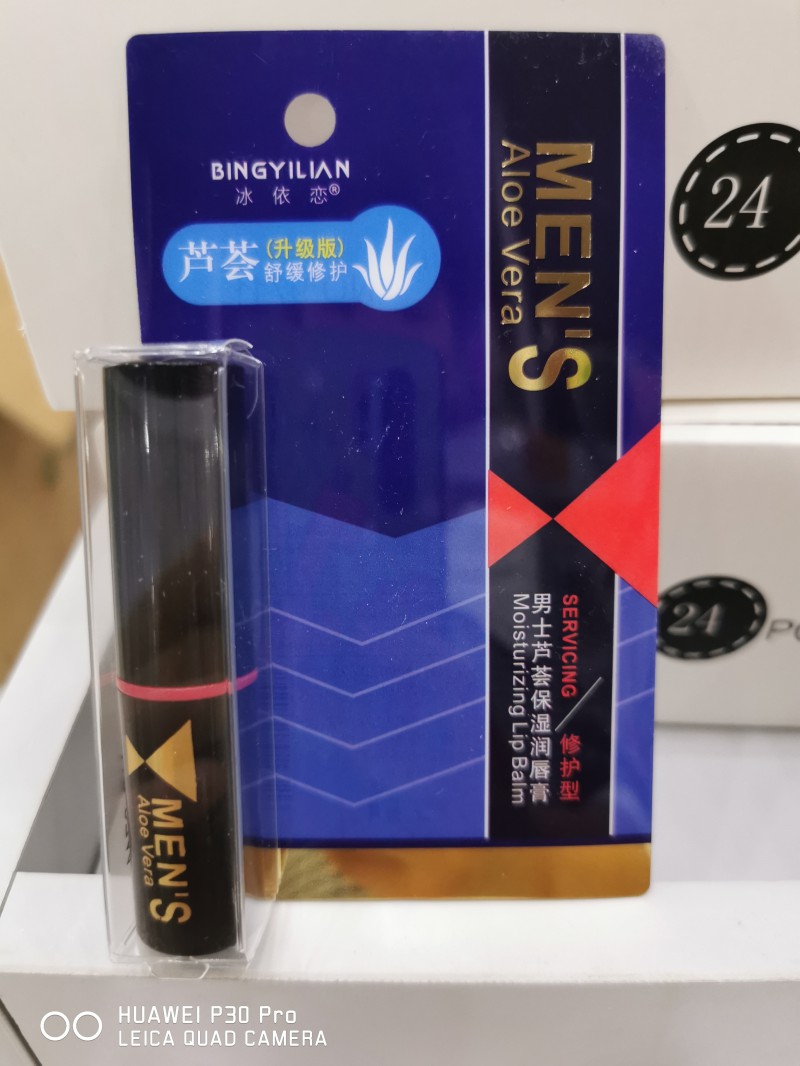 BINGYILIAN
冰依恋®
芦荟
(升级版)
舒缓修护
MEN'S
Aloe Vera
SERVICING / 修护型
男士芦荟保湿润唇膏
Moisturizing Lip Balm
MEN'S
Aloe Vera
24
24
HUAWEI P30 Pro
LEICA QUAD CAMERA